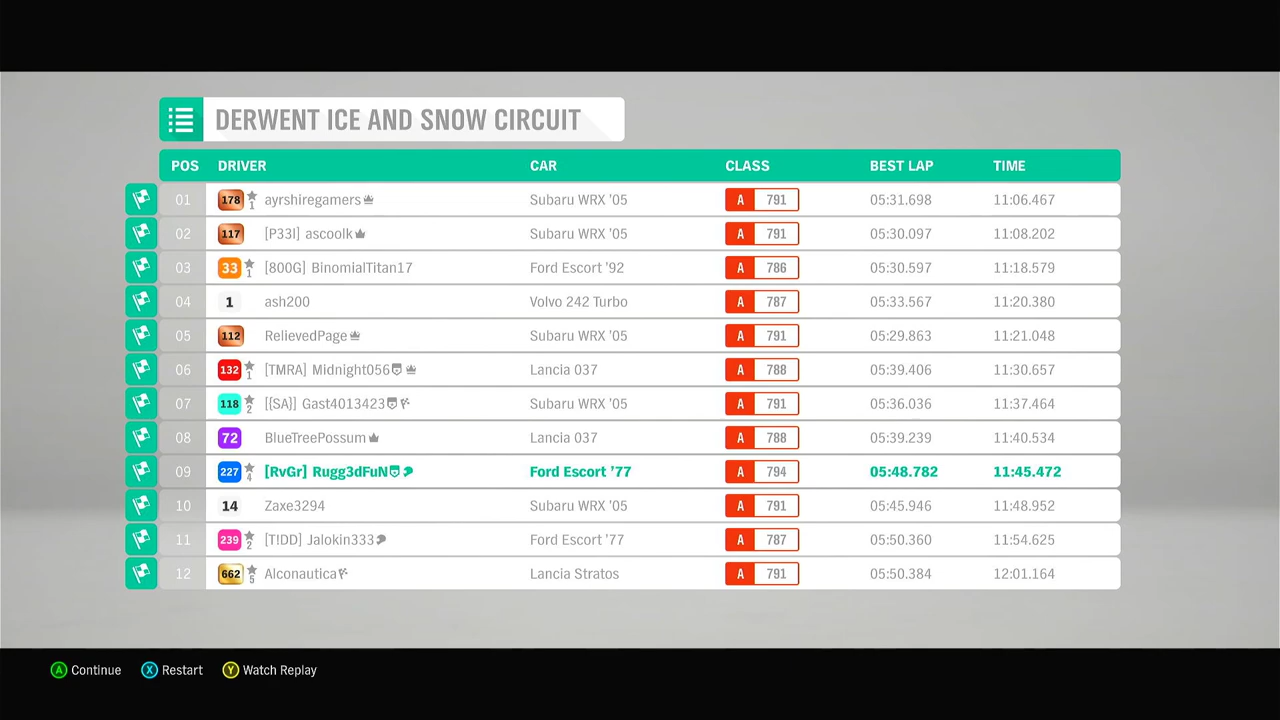 DERWENT ICE AND SNOW CIRCUIT
POS DRIVER CAR CLASS BEST LAP TIME
01 178 1 ayrshiregamers Subaru WRX '05 A 791 05:31.698 11:06.467
02 117 [P33l] ascoolk Subaru WRX '05 A 791 05:30.097 11:08.202
03 33 1 [800G] BinomialTitan17 Ford Escort '92 A 786 05:30.597 11:18.579
04 1 ash200 Volvo 242 Turbo A 787 05:33.567 11:20.380
05 112 RelievedPage Subaru WRX '05 A 791 05:29.863 11:21.048
06 132 1 [TMRA] Midnight056 Lancia 037 A 788 05:39.406 11:30.657
07 118 2 [[SA]] Gast4013423 Subaru WRX '05 A 791 05:36.036 11:37.464
08 72 BlueTreePossum Lancia 037 A 788 05:39.239 11:40.534
09 227 4 [RvGr] Rugg3dFuN Ford Escort '77 A 794 05:48.782 11:45.472
10 14 Zaxe3294 Subaru WRX '05 A 791 05:45.946 11:48.952
11 239 2 [TIDD] Jalokin333 Ford Escort '77 A 787 05:50.360 11:54.625
12 662 5 Alconautica Lancia Stratos A 791 05:50.384 12:01.164
A Continue X Restart Y Watch Replay